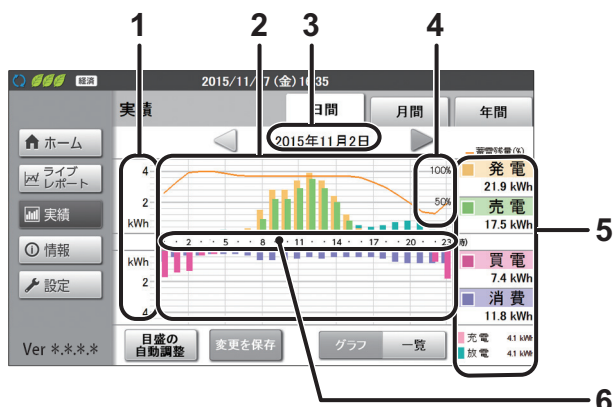 1 2 3 4
経済
2015/11/ 7 (金) 1 35
実績
日間
月間
年間
2015年11月2日
蓄電残量(%)
ホーム
ライブ
レポート
実績
情報
設定
Ver *.*.*.*
4
2
kWh
kWh
2
4
100%
50%
2 5 8 11 14 17 20 23
発電
21.9 kWh
売電
17.5 kWh
買電
7.4 kWh
消費
11.8 kWh
充電 4.1 kWh
放電 4.1 kWh
5
目盛の
自動調整
変更を保存
グラフ
一覧
6